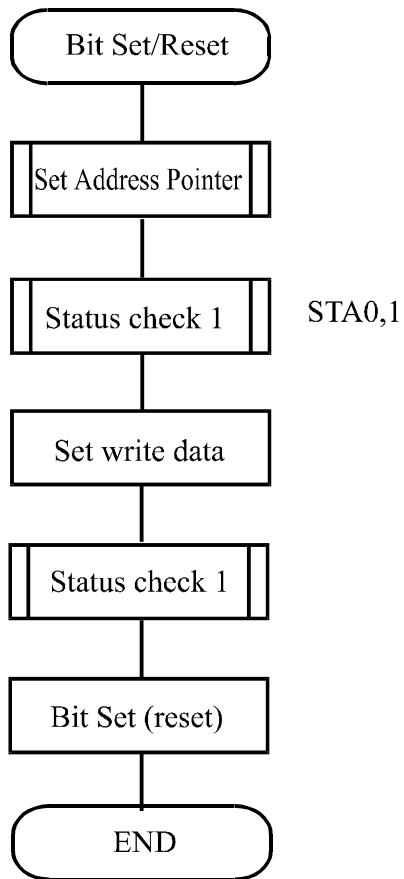 Bit Set/Reset
Set Address Pointer
Status check 1
STA0,1
Set write data
Status check 1
Bit Set (reset)
END